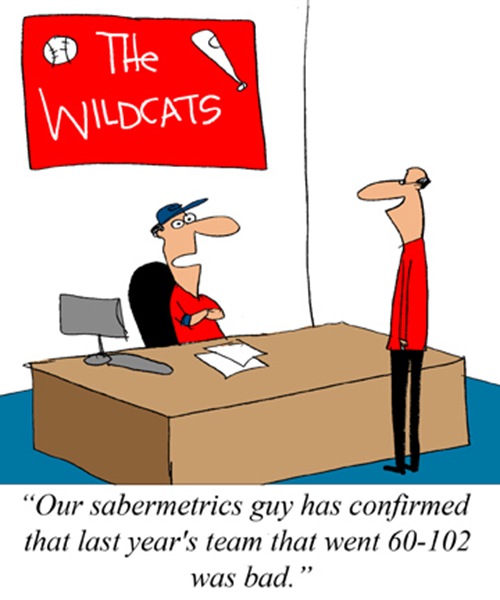 THe
WILDCATS
“Our sabermetrics guy has confirmed
that last year's team that went 60-102
was bad.”